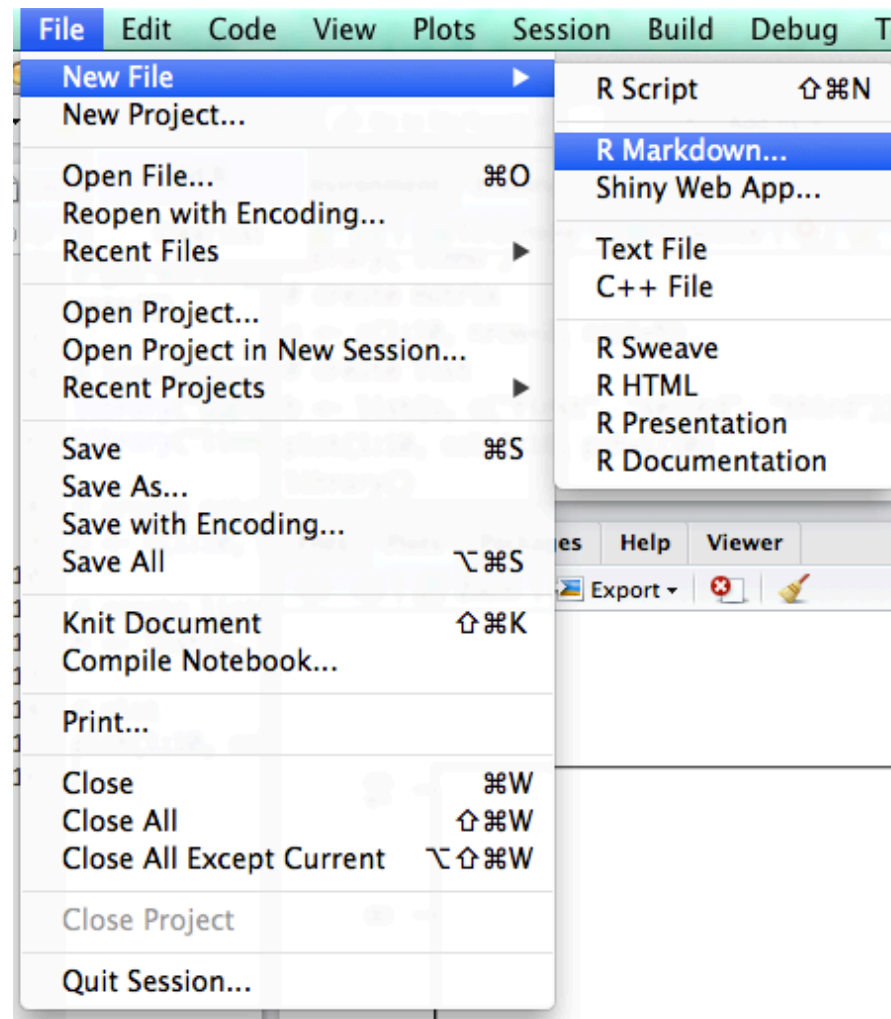 File Edit Code View Plots Session Build Debug
New File ▶
New Project...
Open File... ⌘O
Reopen with Encoding...
Recent Files ▶
Open Project...
Open Project in New Session...
Recent Projects ▶
Save ⌘S
Save As...
Save with Encoding...
Save All ⌥⌘S
Knit Document ⇧⌘K
Compile Notebook...
Print...
Close ⌘W
Close All ⇧⌘W
Close All Except Current ⌥⇧⌘W
Close Project
Quit Session...
R Script ⇧⌘N
R Markdown...
Shiny Web App...
Text File
C++ File
R Sweave
R HTML
R Presentation
R Documentation
es Help Viewer
Export